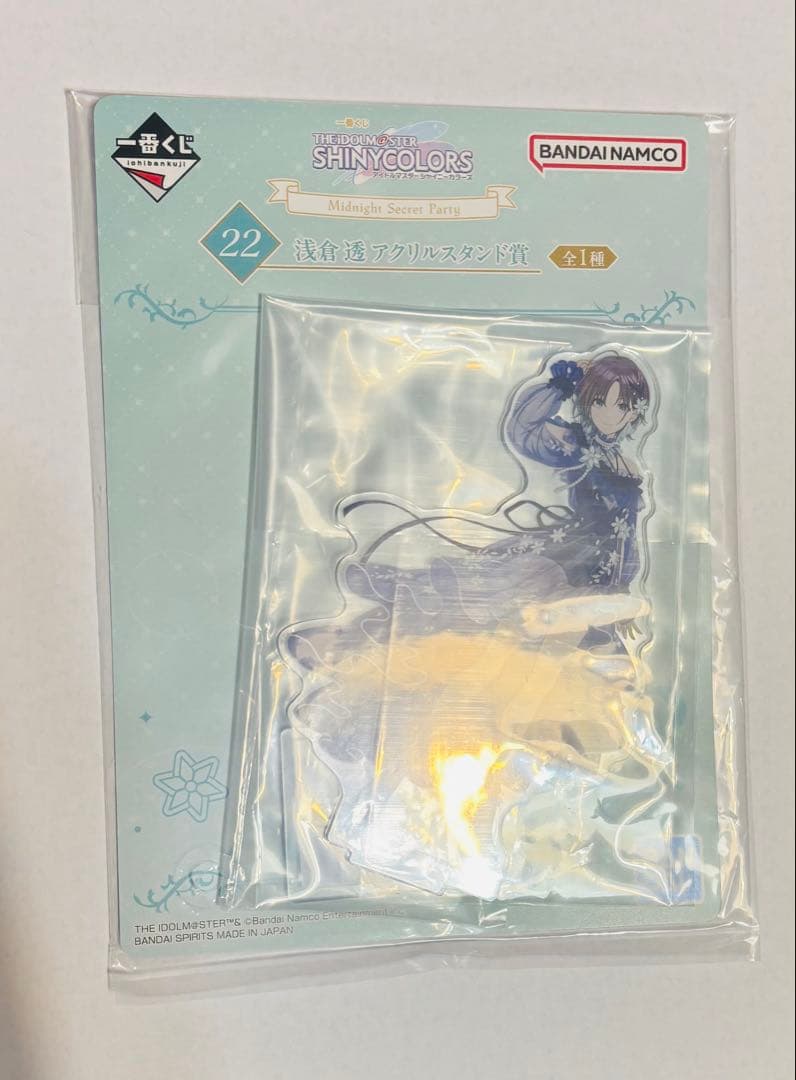 一番くじ
ichibankuji
一番くじ
THE iDOLM@STER
SHINYCOLORS
アイドルマスター シャイニーカラーズ
BANDAI NAMCO
Midnight Secret Party
22
浅倉 透 アクリルスタンド賞
全1種
THE IDOLM@STER™& ©Bandai Namco Entertainment Inc.
BANDAI SPIRITS MADE IN JAPAN